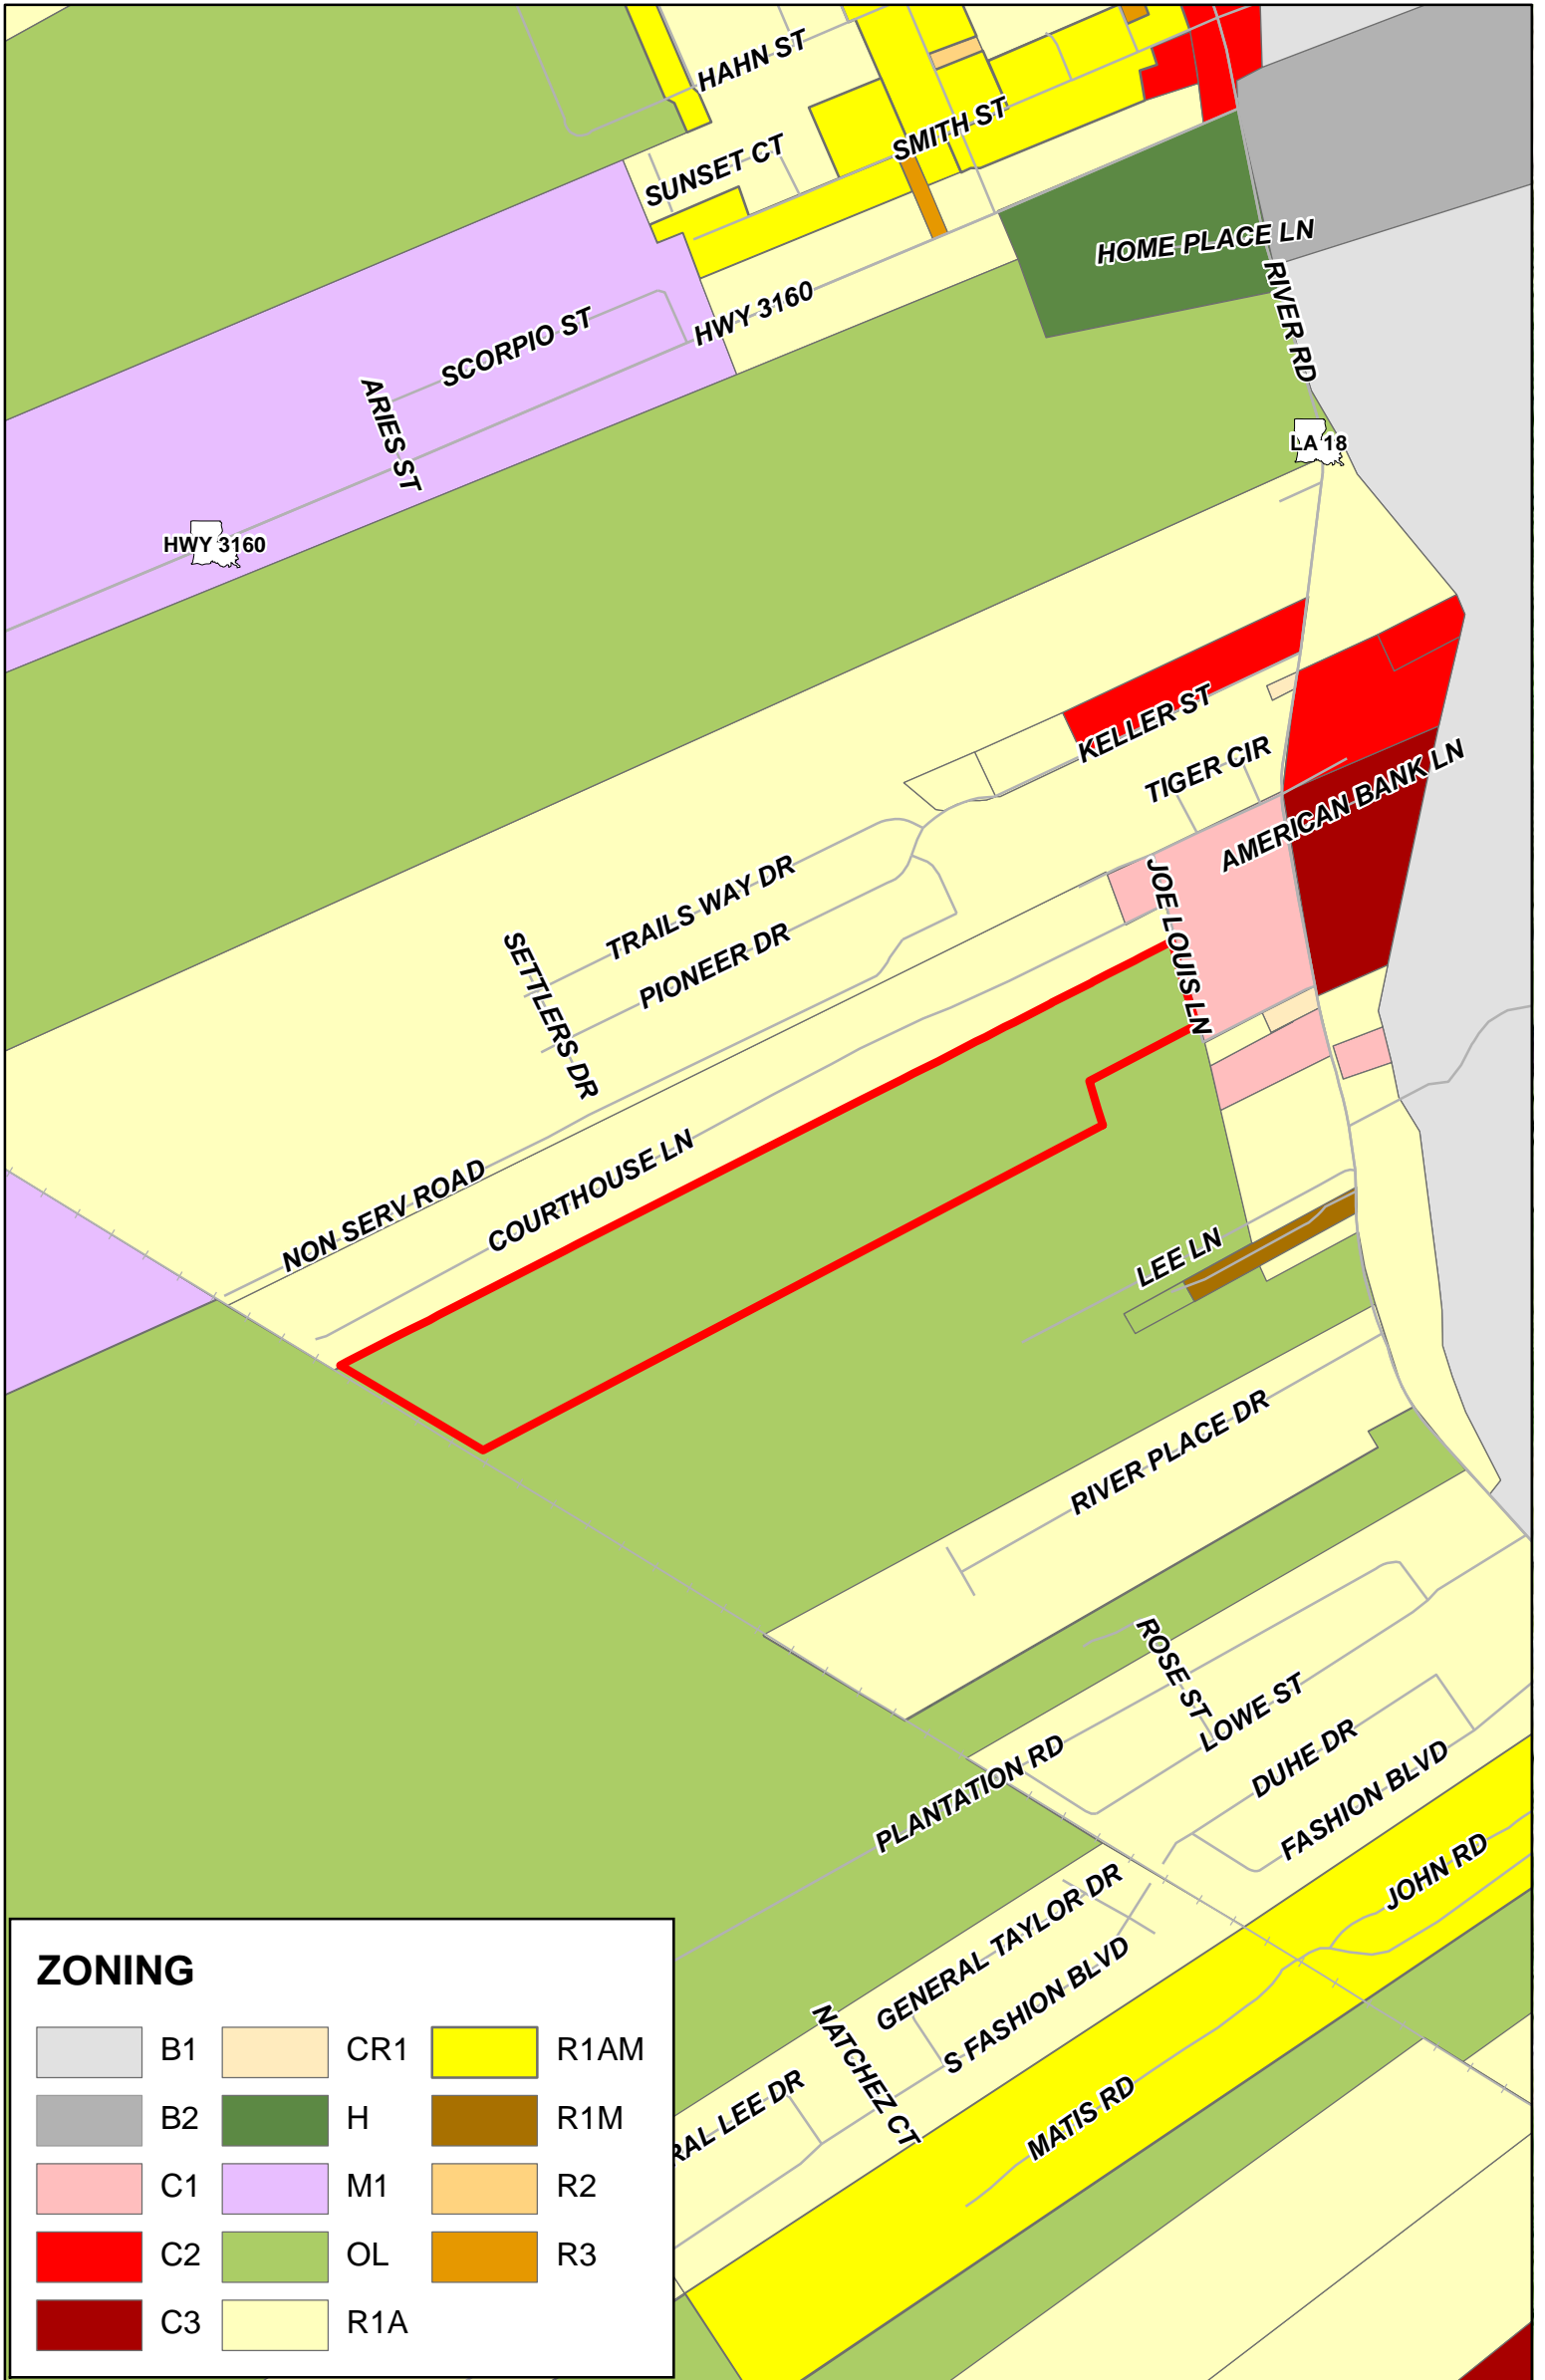 HAHN ST
SMITH ST
SUNSET CT
HOME PLACE LN
RIVER RD
HWY 3160
SCORPIO ST
ARIES ST
LA 18
HWY 3160
KELLER ST
TIGER CIR
AMERICAN BANK LN
JOE LOUIS LN
TRAILS WAY DR
PIONEER DR
SETTLERS DR
NON SERV ROAD
COURTHOUSE LN
LEE LN
RIVER PLACE DR
ROSE ST
LOWE ST
DUHE DR
PLANTATION RD
FASHION BLVD
JOHN RD
GENERAL TAYLOR DR
S FASHION BLVD
NATCHEZ CT
RAL LEE DR
MATIS RD
ZONING
B1 CR1 R1AM
B2 H R1M
C1 M1 R2
C2 OL R3
C3 R1A